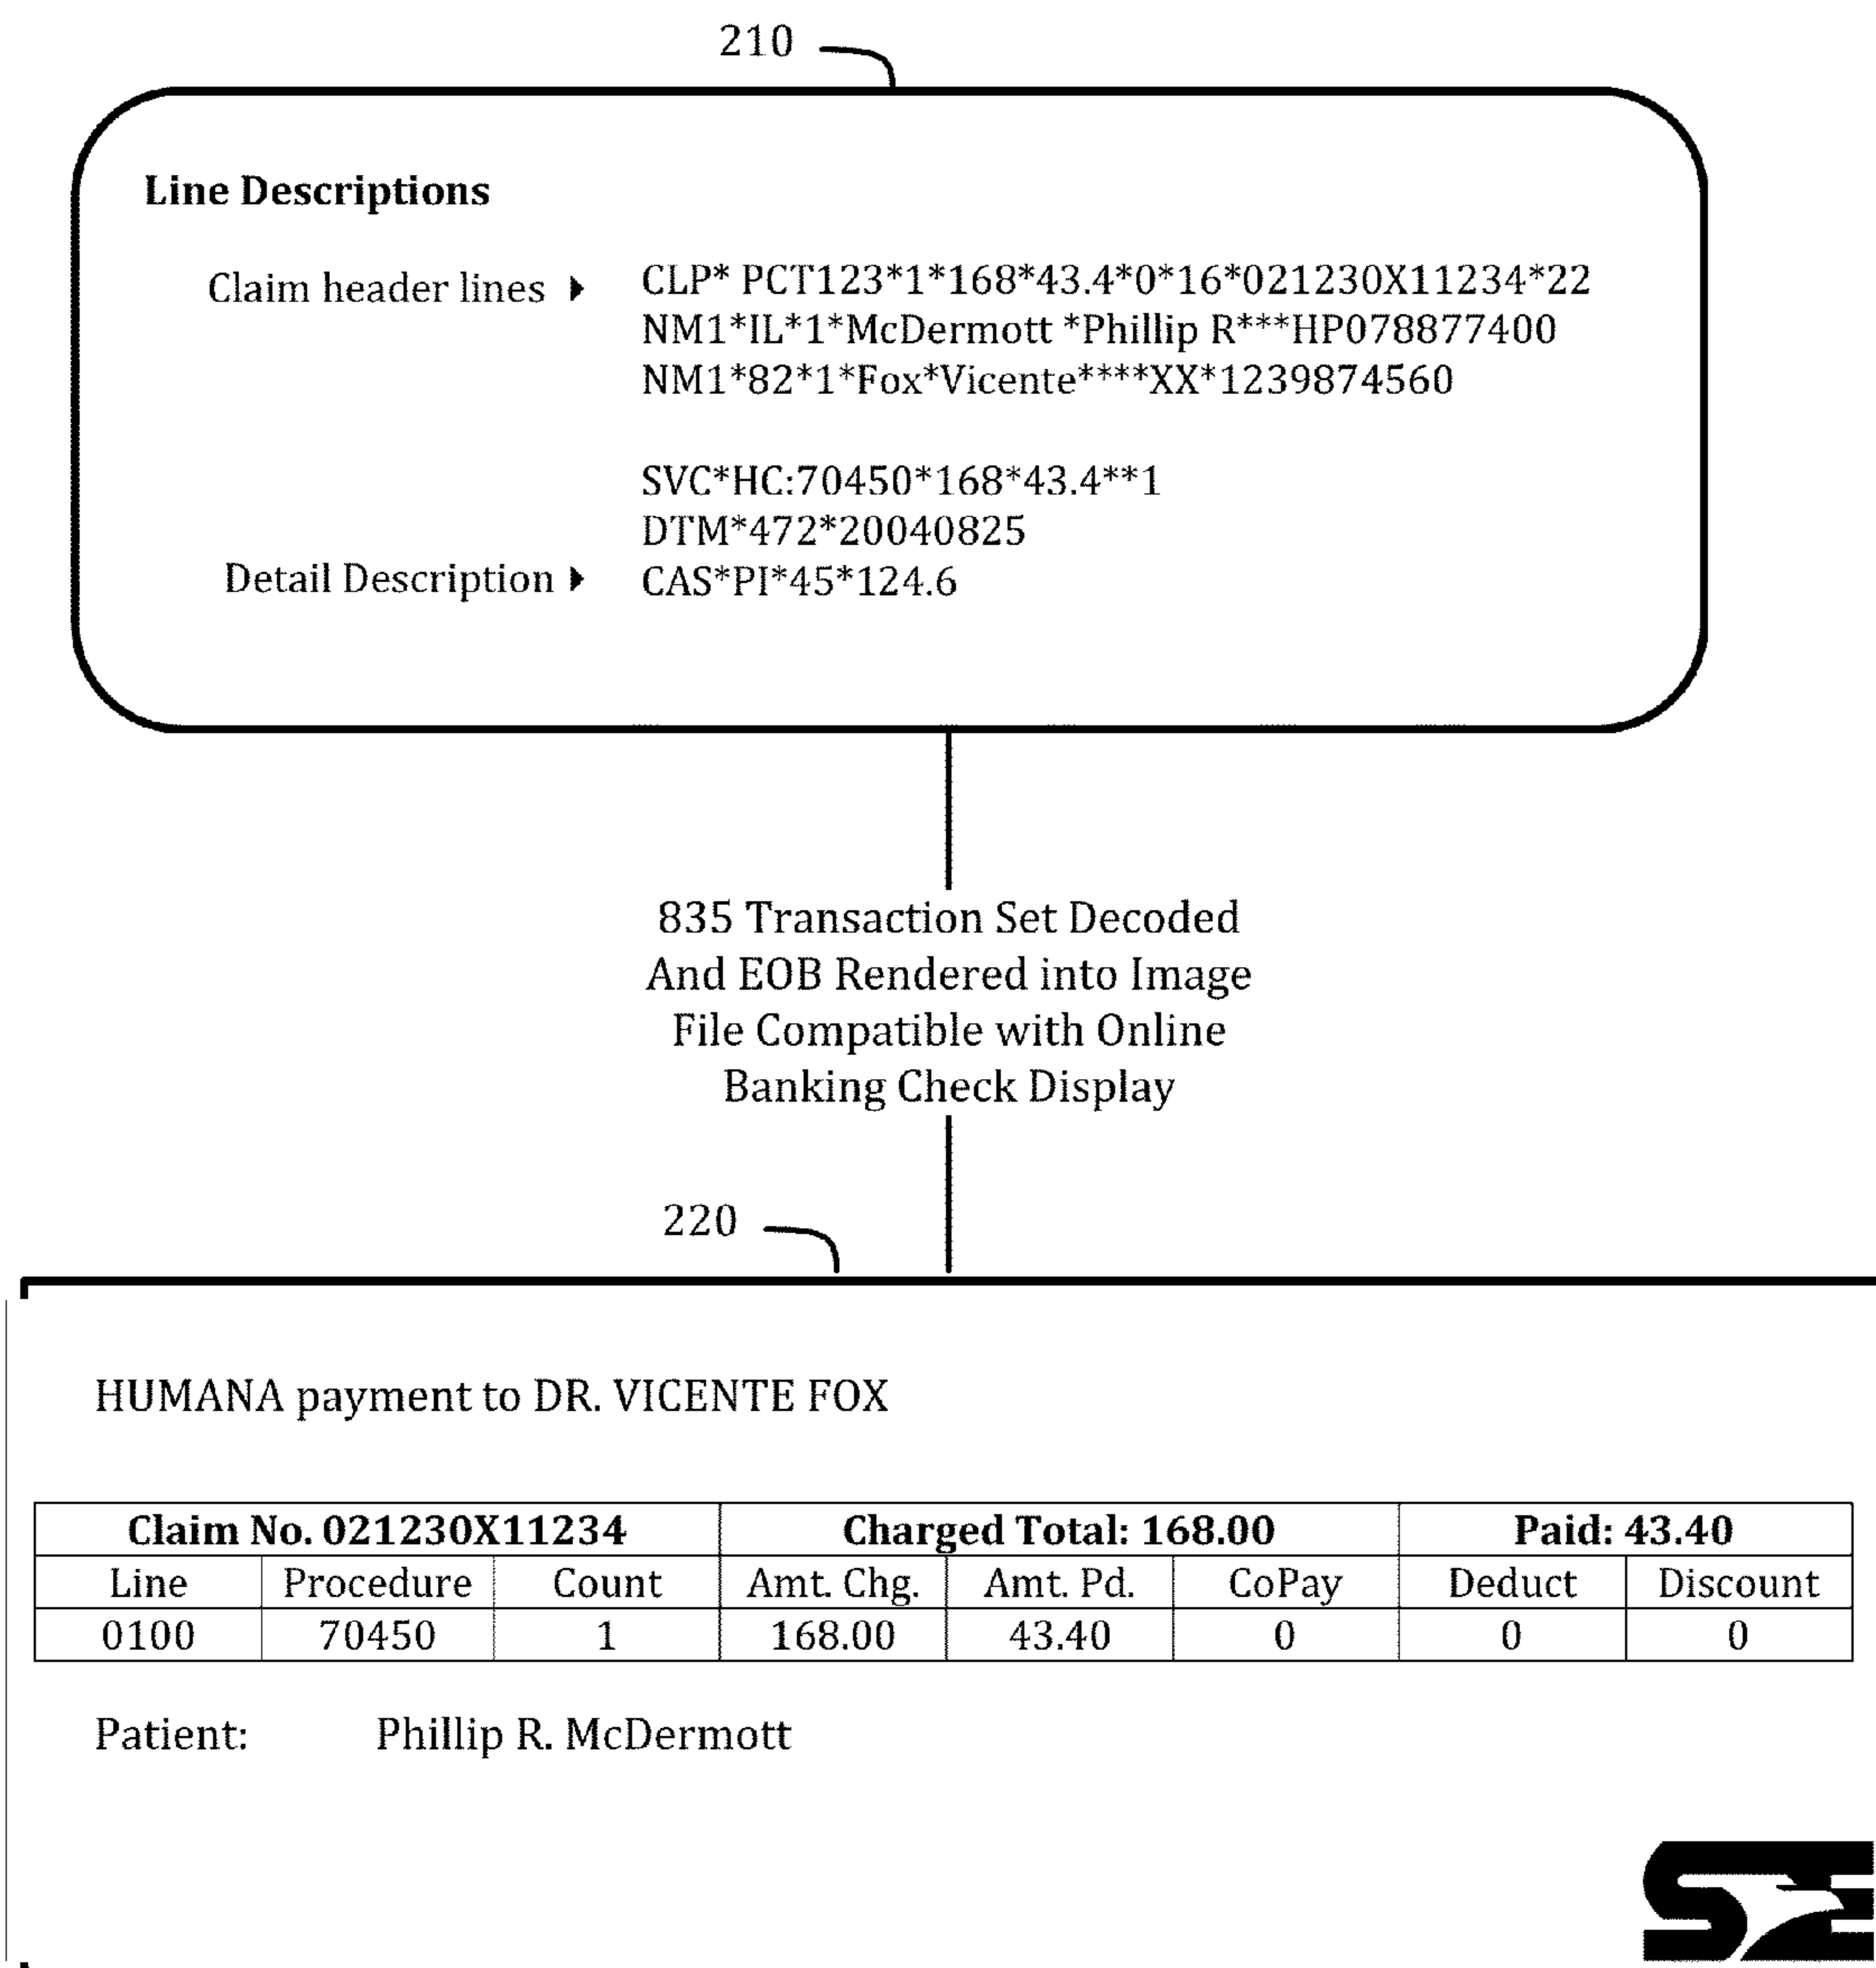 210
Line Descriptions
Claim header lines ▶ CLP* PCT123*1*168*43.4*0*16*021230X11234*22
NM1*IL*1*McDermott *Phillip R***HP078877400
NM1*82*1*Fox*Vicente****XX*1239874560
SVC*HC:70450*168*43.4**1
DTM*472*20040825
Detail Description ▶ CAS*PI*45*124.6
835 Transaction Set Decoded
And EOB Rendered into Image
File Compatible with Online
Banking Check Display
220
HUMANA payment to DR. VICENTE FOX
Claim No. 021230X11234 Charged Total: 168.00 Paid: 43.40
Line Procedure Count Amt. Chg. Amt. Pd. CoPay Deduct Discount
0100 70450 1 168.00 43.40 0 0 0
Patient: Phillip R. McDermott